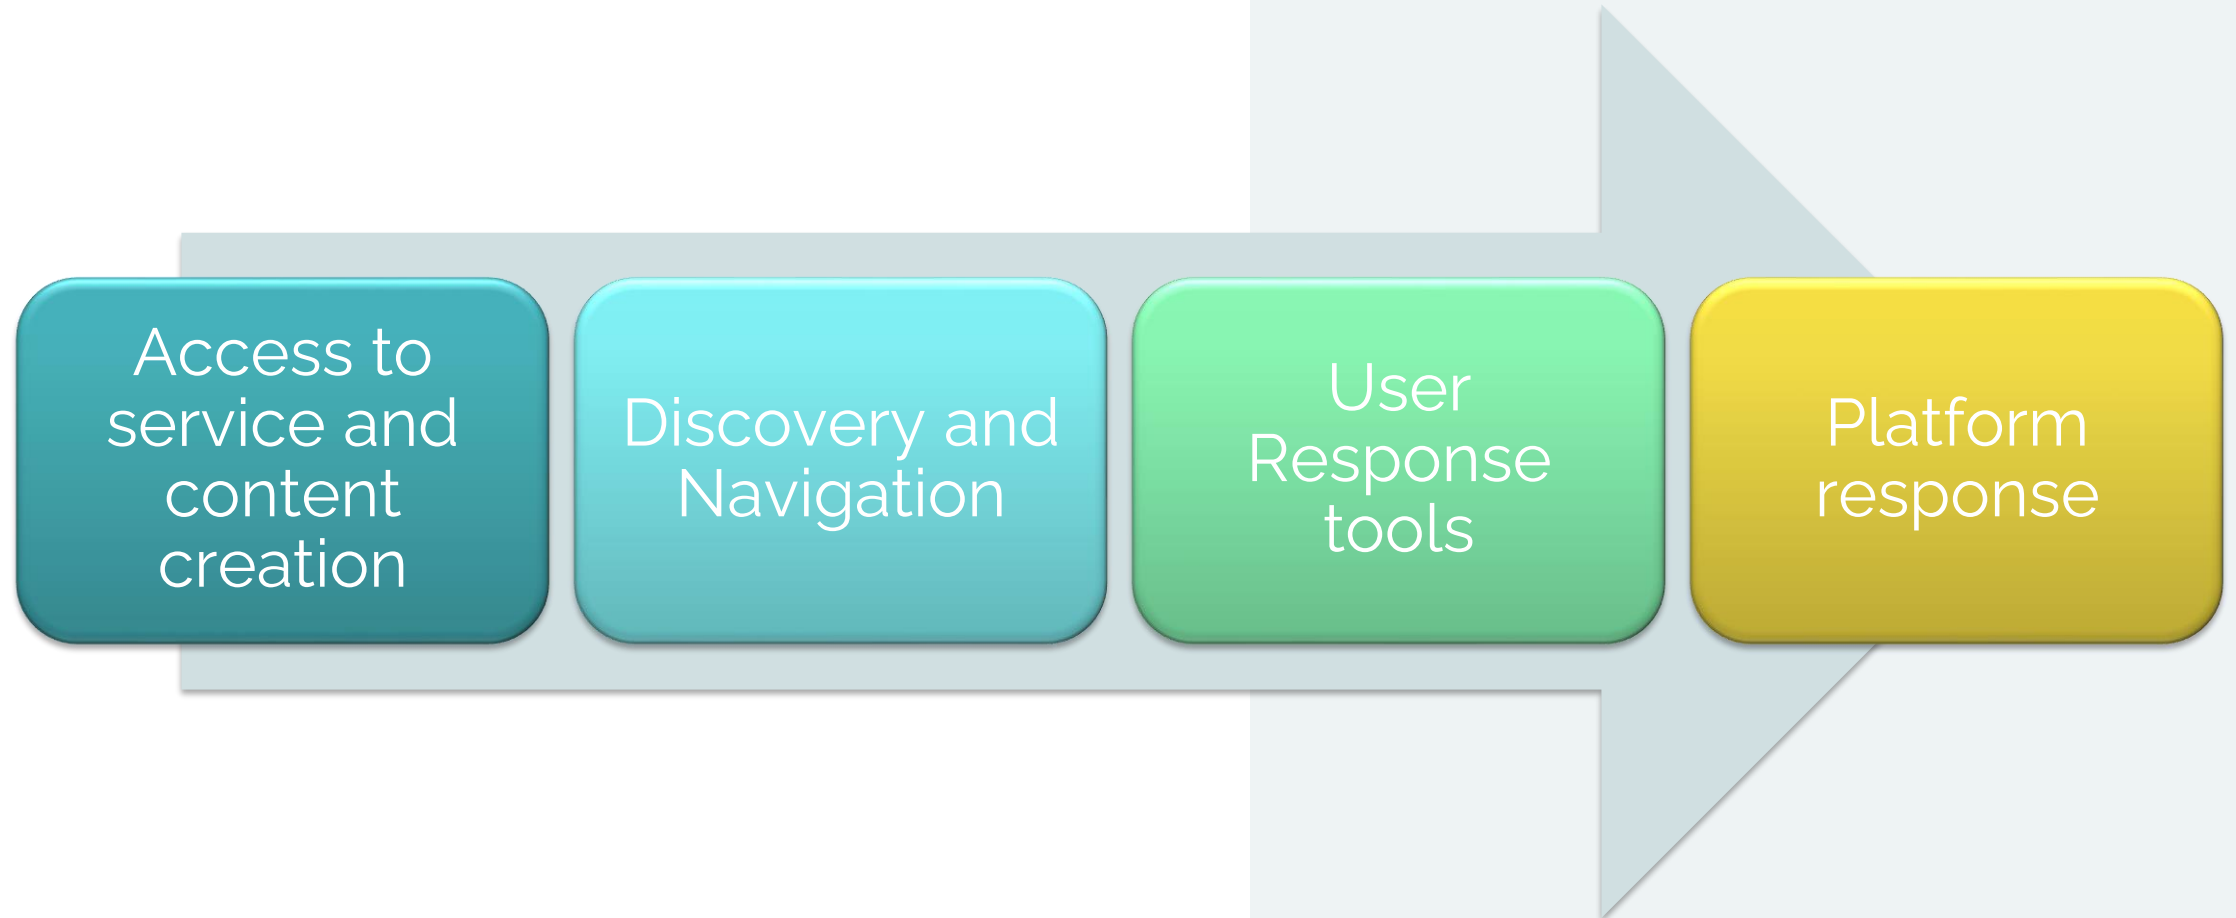 Access to
service and
content
creation
Discovery and
Navigation
User
Response
tools
Platform
response